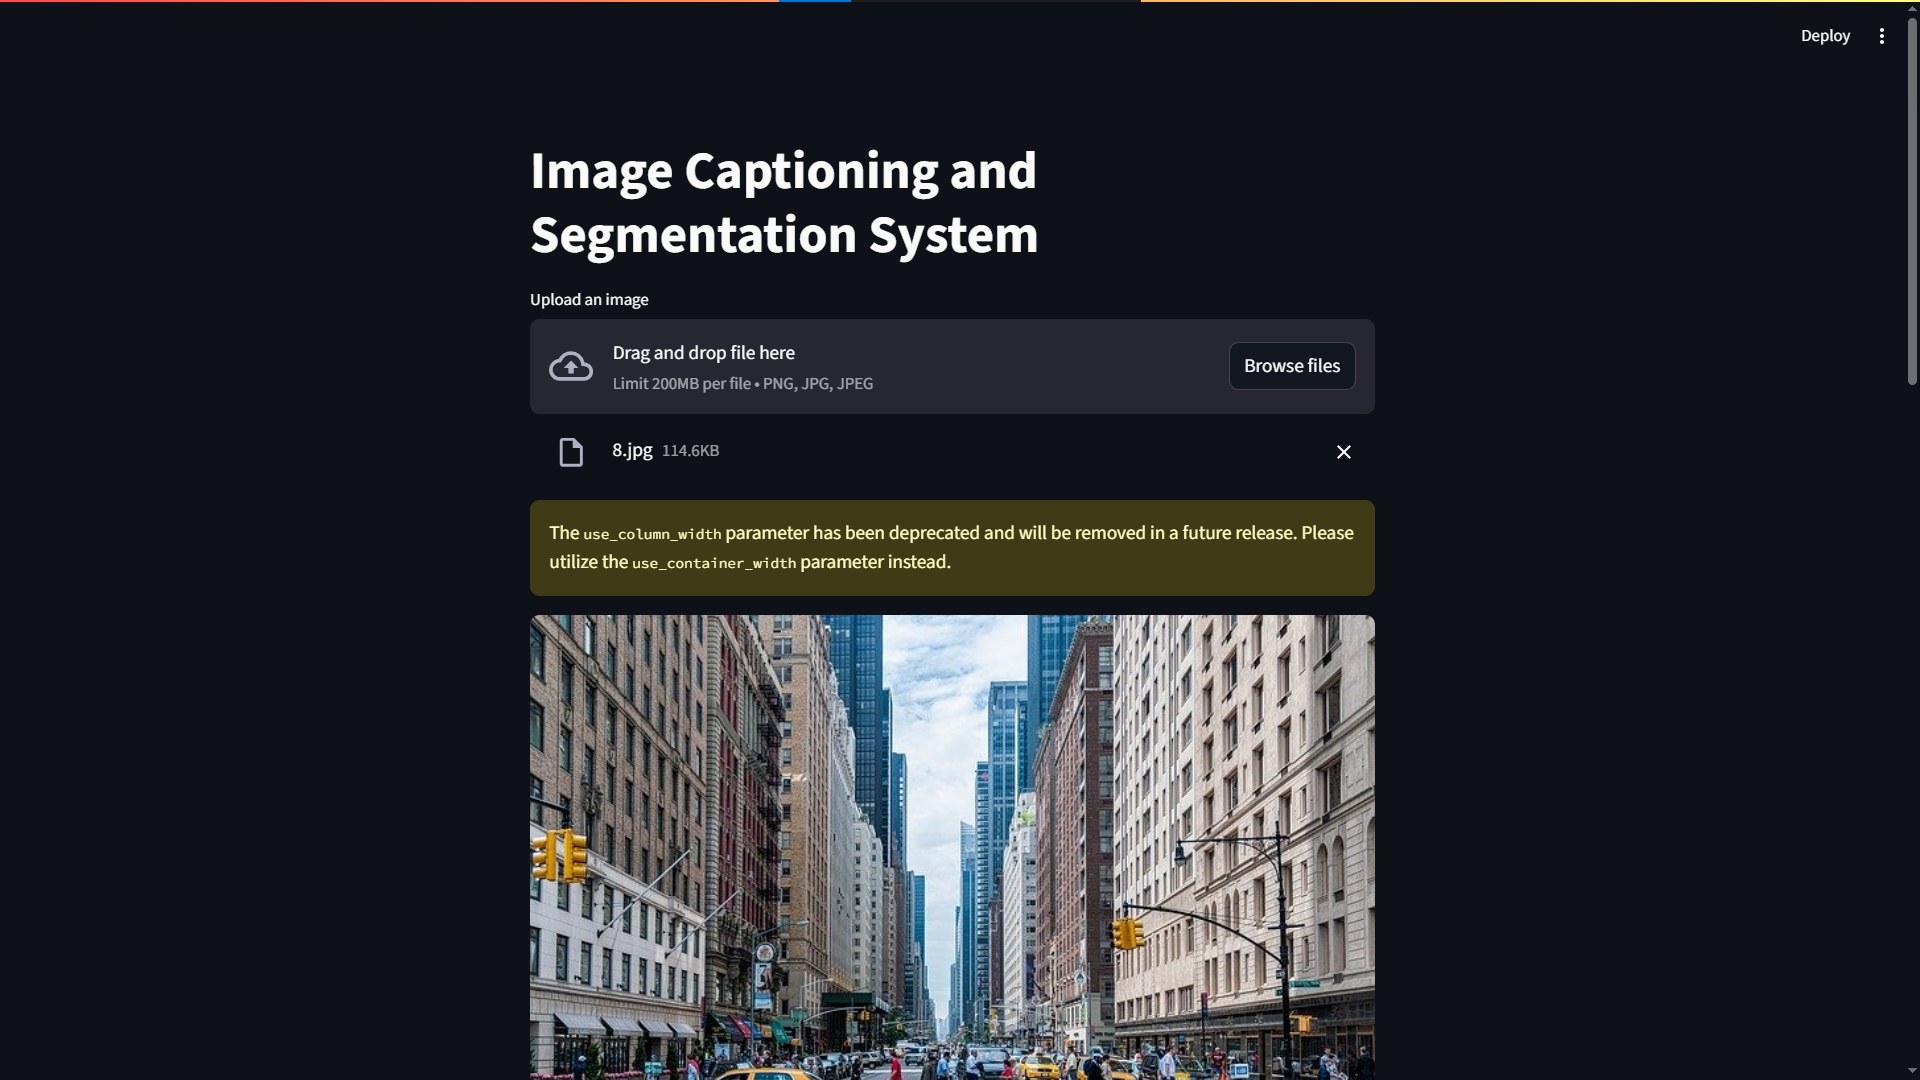 Deploy
Image Captioning and
Segmentation System
Upload an image
Drag and drop file here
Limit 200MB per file • PNG, JPG, JPEG
Browse files
8.jpg 114.6KB
The use_column_width parameter has been deprecated and will be removed in a future release. Please
utilize the use_container_width parameter instead.